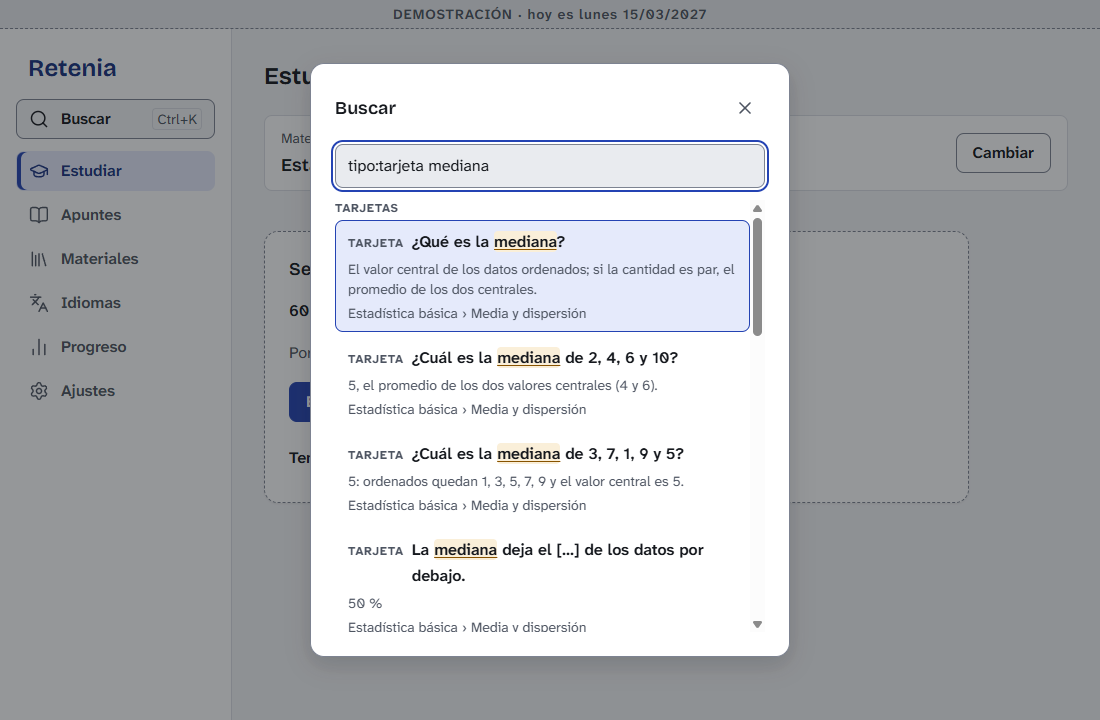 DEMOSTRACIÓN · hoy es lunes 15/03/2027
Retenia
Buscar Ctrl+K
Estudiar
Apuntes
Materiales
Idiomas
Progreso
Ajustes
Cambiar
Buscar
tipo:tarjeta mediana
TARJETAS
TARJETA ¿Qué es la mediana?
El valor central de los datos ordenados; si la cantidad es par, el
promedio de los dos centrales.
Estadística básica › Media y dispersión
TARJETA ¿Cuál es la mediana de 2, 4, 6 y 10?
5, el promedio de los dos valores centrales (4 y 6).
Estadística básica › Media y dispersión
TARJETA ¿Cuál es la mediana de 3, 7, 1, 9 y 5?
5: ordenados quedan 1, 3, 5, 7, 9 y el valor central es 5.
Estadística básica › Media y dispersión
TARJETA La mediana deja el [...] de los datos por
debajo.
50 %
Estadística básica › Media y dispersión